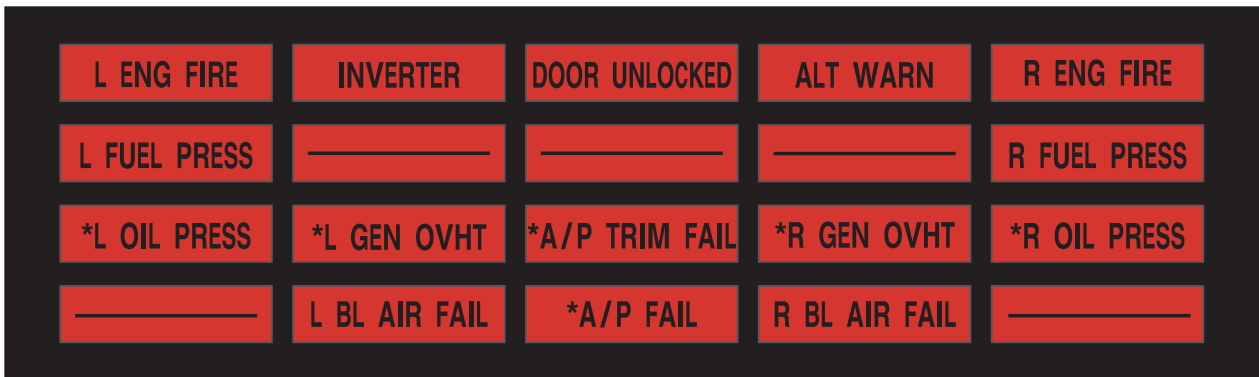 L ENG FIRE INVERTER DOOR UNLOCKED ALT WARN R ENG FIRE
L FUEL PRESS R FUEL PRESS
*L OIL PRESS *L GEN OVHT *A/P TRIM FAIL *R GEN OVHT *R OIL PRESS
L BL AIR FAIL *A/P FAIL R BL AIR FAIL